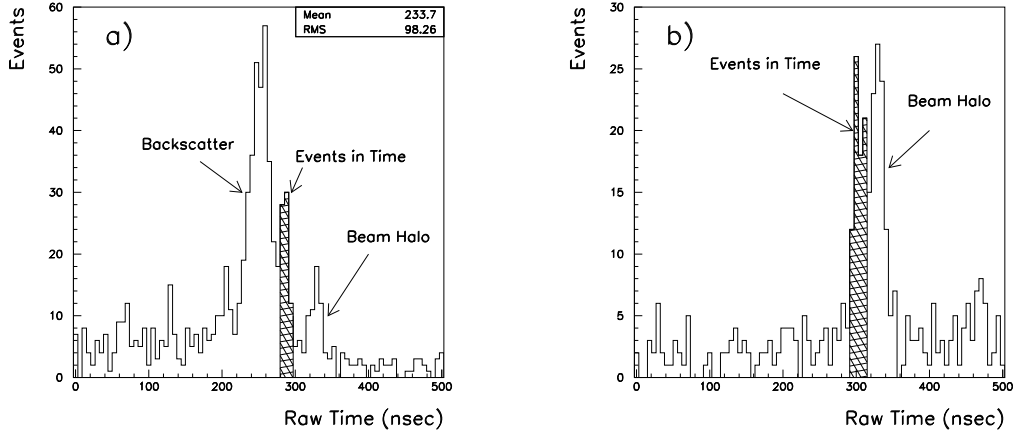 a)
Events
Mean 233.7
RMS 98.26
60
50
40
30
20
10
0
Backscatter
Events in Time
Beam Halo
0 100 200 300 400 500
Raw Time (nsec)
b)
Events
30
25
20
15
10
5
0
Events in Time
Beam Halo
0 100 200 300 400 500
Raw Time (nsec)